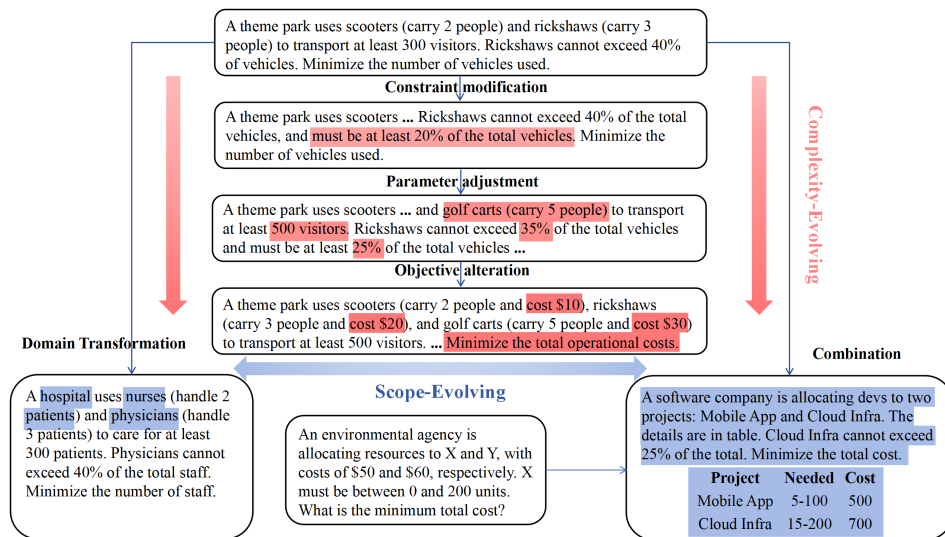 A theme park uses scooters (carry 2 people) and rickshaws (carry 3
people) to transport at least 300 visitors. Rickshaws cannot exceed 40%
of vehicles. Minimize the number of vehicles used.
Constraint modification
A theme park uses scooters ... Rickshaws cannot exceed 40% of the total
vehicles, and must be at least 20% of the total vehicles. Minimize the
number of vehicles used.
Parameter adjustment
A theme park uses scooters ... and golf carts (carry 5 people) to transport
at least 500 visitors. Rickshaws cannot exceed 35% of the total vehicles
and must be at least 25% of the total vehicles ...
Objective alteration
A theme park uses scooters (carry 2 people and cost $10), rickshaws
(carry 3 people and cost $20), and golf carts (carry 5 people and cost $30)
to transport at least 500 visitors. ... Minimize the total operational costs.
Complexity-Evolving
Domain Transformation
Scope-Evolving
Combination
A hospital uses nurses (handle 2
patients) and physicians (handle
3 patients) to care for at least
300 patients. Physicians cannot
exceed 40% of the total staff.
Minimize the number of staff.
An environmental agency is
allocating resources to X and Y, with
costs of $50 and $60, respectively. X
must be between 0 and 200 units.
What is the minimum total cost?
A software company is allocating devs to two
projects: Mobile App and Cloud Infra. The
details are in table. Cloud Infra cannot exceed
25% of the total. Minimize the total cost.
Project Needed Cost
Mobile App 5-100 500
Cloud Infra 15-200 700